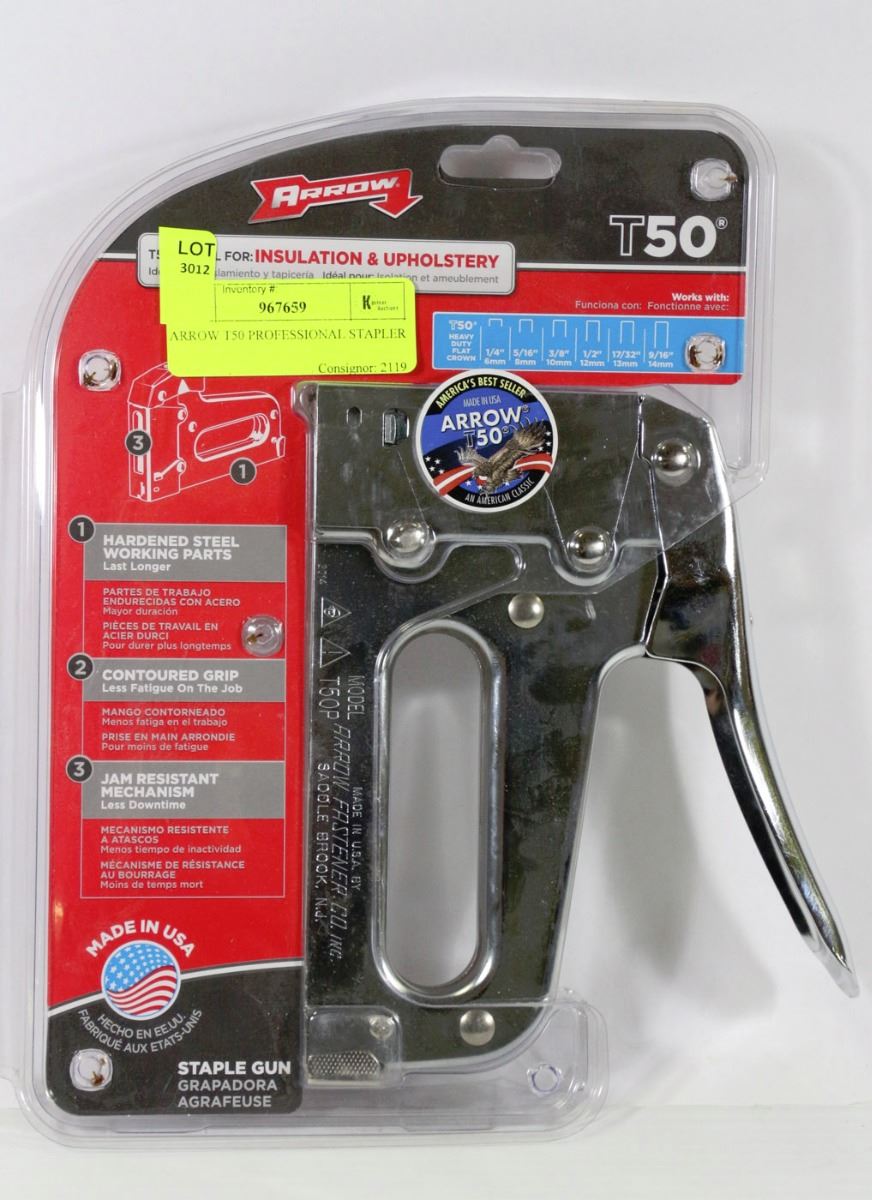 ARROW®
T50®
FOR: INSULATION & UPHOLSTERY
slamiento y tapicería Idéal pour: Isolation et ameublement
LOT
3012
Inventory #:
967659
ARROW T50 PROFESSIONAL STAPLER
Consignor: 2119
Works with:
Funciona con: Fonctionne avec:
T50®
HEAVY
DUTY
FLAT
CROWN
1/4" 5/16" 3/8" 1/2" 17/32" 9/16"
6mm 8mm 10mm 12mm 13mm 14mm
AMERICA'S BEST SELLER
MADE IN USA
ARROW®
T50®
AN AMERICAN CLASSIC
3
1
1
HARDENED STEEL
WORKING PARTS
Last Longer
PARTES DE TRABAJO
ENDURECIDAS CON ACERO
Mayor duración
PIÈCES DE TRAVAIL EN
ACIER DURCI
Pour durer plus longtemps
2
CONTOURED GRIP
Less Fatigue On The Job
MANGO CONTORNEADO
Menos fatiga en el trabajo
PRISE EN MAIN ARRONDIE
Pour moins de fatigue
3
JAM RESISTANT
MECHANISM
Less Downtime
MECANISMO RESISTENTE
A ATASCOS
Menos tiempo de inactividad
MÉCANISME DE RÉSISTANCE
AU BOURRAGE
Moins de temps mort
MODEL
T50P
MADE IN U.S.A. BY
ARROW FASTENER CO. INC.
SADDLE BROOK, N.J.
MADE IN USA
HECHO EN EE.UU.
FABRIQUÉ AUX ETATS-UNIS
STAPLE GUN
GRAPADORA
AGRAFEUSE